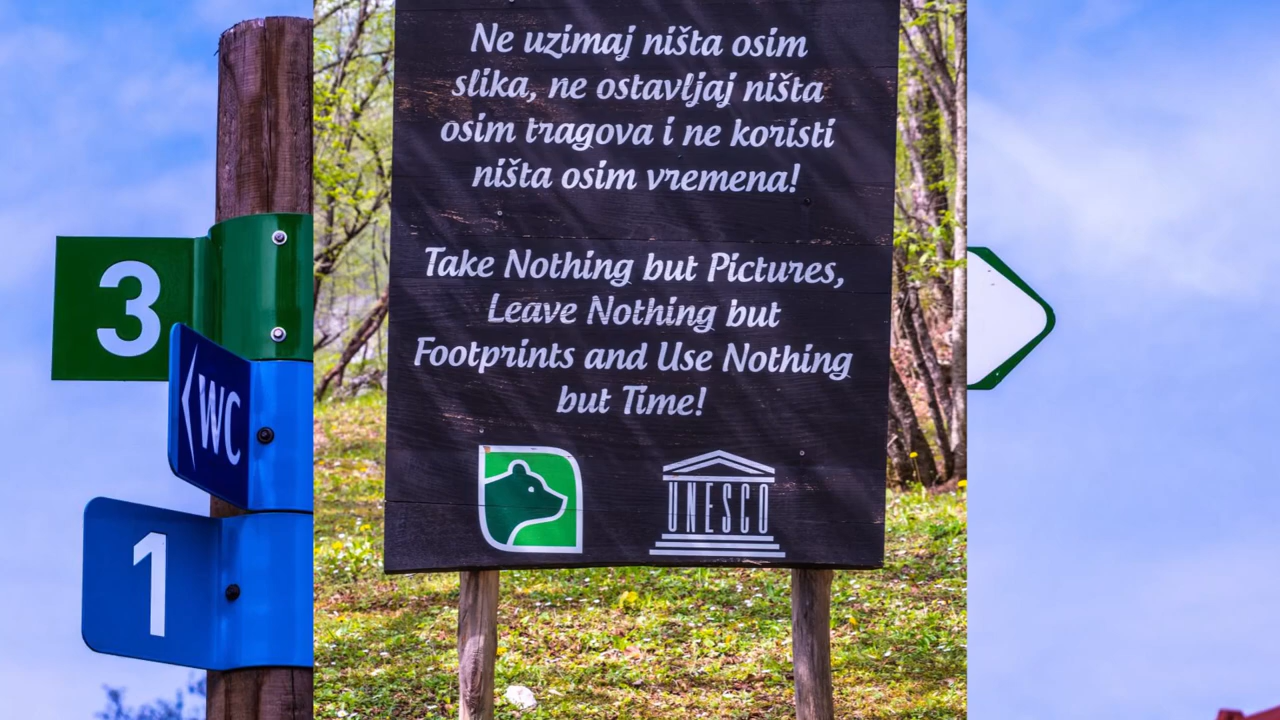 3
WC
1
Ne uzimaj ništa osim
slika, ne ostavljaj ništa
osim tragova i ne koristi
ništa osim vremena!
Take Nothing but Pictures,
Leave Nothing but
Footprints and Use Nothing
but Time!
UNESCO